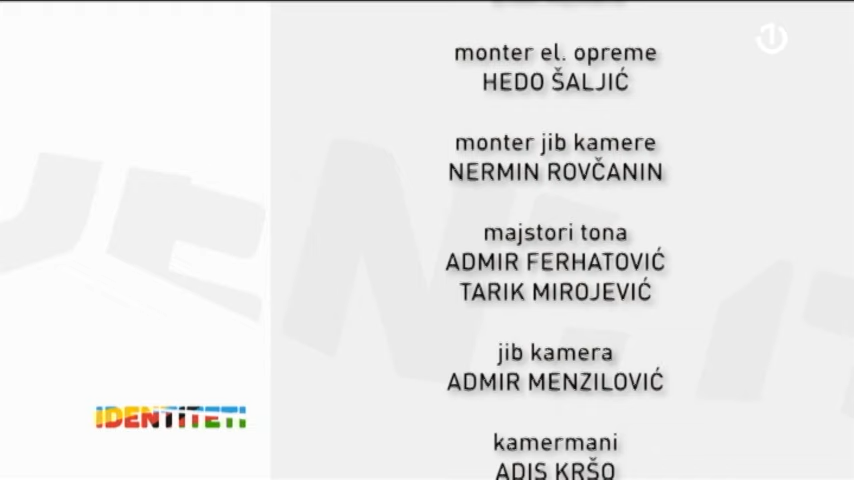 monter el. opreme
HEDO ŠALJIĆ
monter jib kamere
NERMIN ROVČANIN
majstori tona
ADMIR FERHATOVIĆ
TARIK MIROJEVIĆ
jib kamera
ADMIR MENZILOVIĆ
IDENTITETI
kamermani
ADIS KRŠO